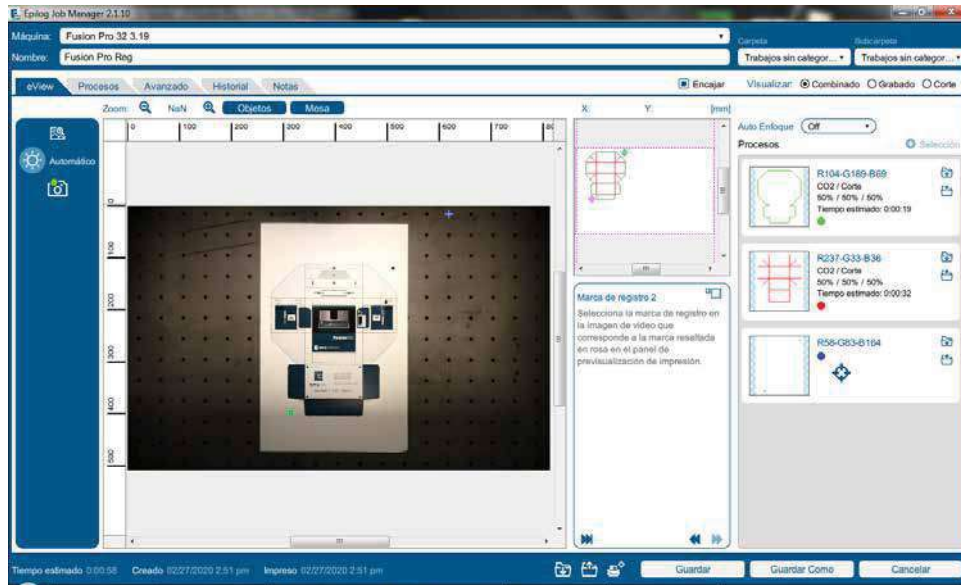 Epilog Job Manager 2.1.10
Máquina: Fusion Pro 32 3.19
Carpeta Subcarpeta
Nombre: Fusion Pro Reg
Trabajos sin categor... Trabajos sin categor...
eView Procesos Avanzado Historial Notas
Encajar Visualizar: Combinado Grabado Corte
Zoom: NaN Objetos Mesa
X: Y: [mm]
0 100 200 300 400 500 600 700
Auto Enfoque Off
Procesos Selección
R104-G189-B69
CO2 / Corte
50% / 50% / 50%
Tiempo estimado: 0:00:19
R237-G33-B36
CO2 / Corte
50% / 50% / 50%
Tiempo estimado: 0:00:32
R58-G83-B164
Automático
0
100
200
300
400
500
Marca de registro 2
Selecciona la marca de registro en
la imagen de video que
corresponde a la marca resaltada
en rosa en el panel de
previsualización de impresión.
Tiempo estimado 0:00:58 Creado 02/27/2020 2:51 pm Impreso 02/27/2020 2:51 pm
Guardar Guardar Como Cancelar